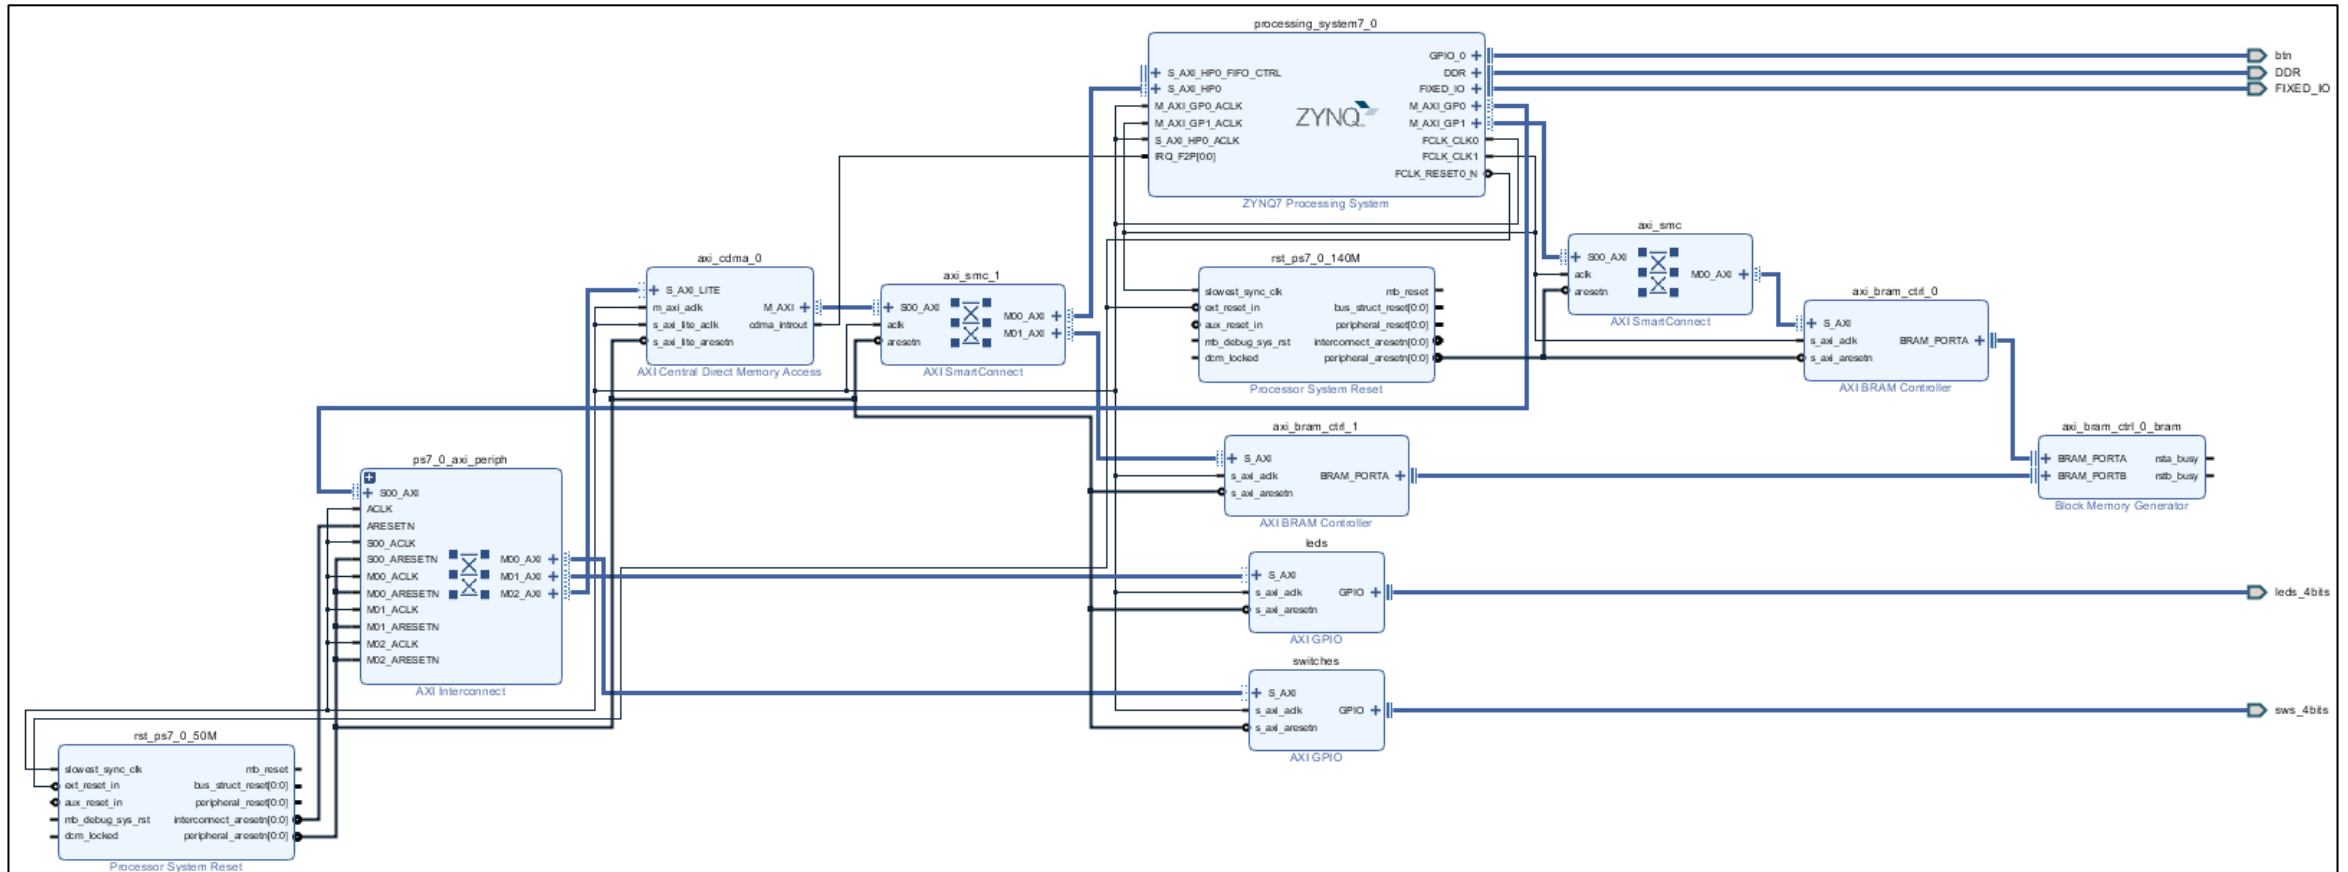 processing_system7_0
S_AXI_HP0_FIFO_CTRL
S_AXI_HP0
M_AXI_GP0_ACLK
M_AXI_GP1_ACLK
S_AXI_HP0_ACLK
IRQ_F2P[0:0]
ZYNQ
GPIO_0
DDR
FIXED_IO
M_AXI_GP0
M_AXI_GP1
FCLK_CLK0
FCLK_CLK1
FCLK_RESET0_N
ZYNQ7 Processing System
btn
DDR
FIXED_IO
axi_cdma_0
S_AXI_LITE
m_axi_aclk
s_axi_lite_aclk
s_axi_lite_aresetn
M_AXI
cdma_introut
AXI Central Direct Memory Access
axi_smc_1
S00_AXI
aclk
aresetn
M00_AXI
M01_AXI
AXI SmartConnect
rst_ps7_0_140M
slowest_sync_clk
ext_reset_in
aux_reset_in
mb_debug_sys_rst
dcm_locked
mb_reset
bus_struct_reset[0:0]
peripheral_reset[0:0]
interconnect_aresetn[0:0]
peripheral_aresetn[0:0]
Processor System Reset
axi_smc
S00_AXI
aclk
aresetn
M00_AXI
AXI SmartConnect
axi_bram_ctrl_0
S_AXI
s_axi_aclk
s_axi_aresetn
BRAM_PORTA
AXI BRAM Controller
axi_bram_ctrl_1
S_AXI
s_axi_aclk
s_axi_aresetn
BRAM_PORTA
AXI BRAM Controller
axi_bram_ctrl_0_bram
BRAM_PORTA
BRAM_PORTB
rsta_busy
rstb_busy
Block Memory Generator
ps7_0_axi_periph
S00_AXI
ACLK
ARESETN
S00_ACLK
S00_ARESETN
M00_ACLK
M00_ARESETN
M01_ACLK
M01_ARESETN
M02_ACLK
M02_ARESETN
M00_AXI
M01_AXI
M02_AXI
AXI Interconnect
leds
S_AXI
s_axi_aclk
s_axi_aresetn
GPIO
AXI GPIO
leds_4bits
switches
S_AXI
s_axi_aclk
s_axi_aresetn
GPIO
AXI GPIO
sws_4bits
rst_ps7_0_50M
slowest_sync_clk
ext_reset_in
aux_reset_in
mb_debug_sys_rst
dcm_locked
mb_reset
bus_struct_reset[0:0]
peripheral_reset[0:0]
interconnect_aresetn[0:0]
peripheral_aresetn[0:0]
Processor System Reset